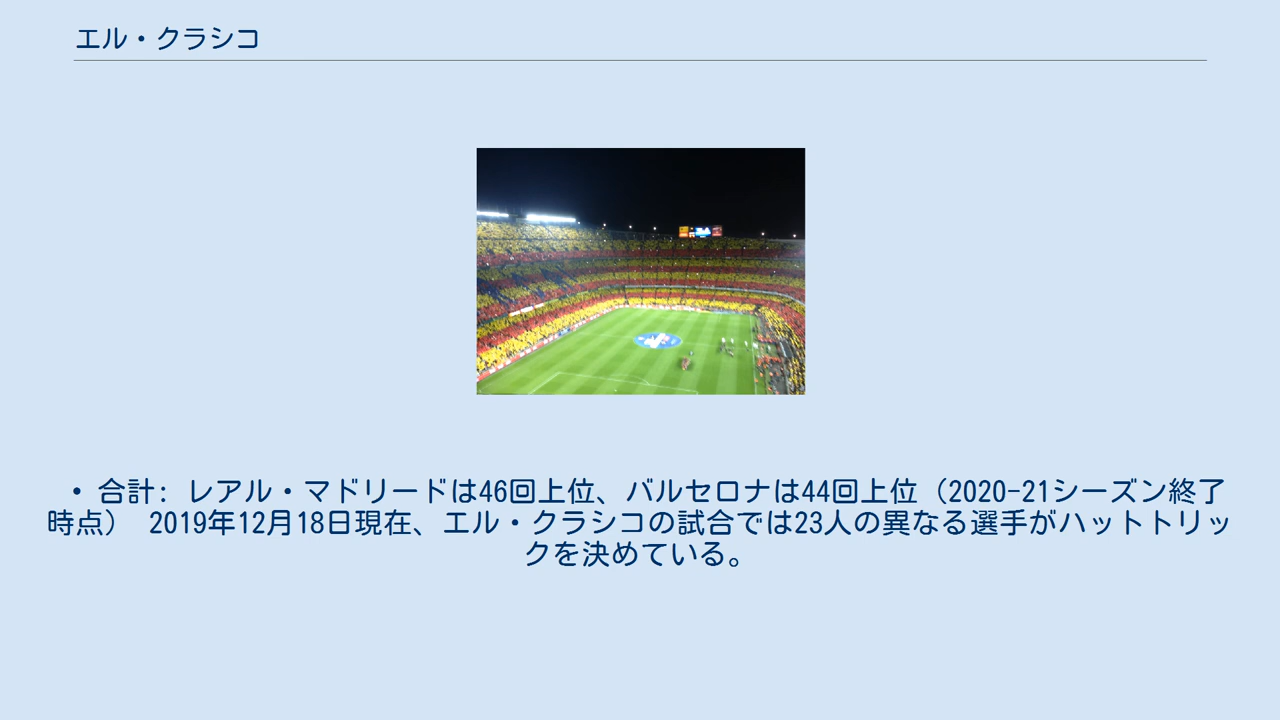 エル・クラシコ
• 合計: レアル・マドリードは46回上位、バルセロナは44回上位（2020-21シーズン終了
時点） 2019年12月18日現在、エル・クラシコの試合では23人の異なる選手がハットトリッ
クを決めている。